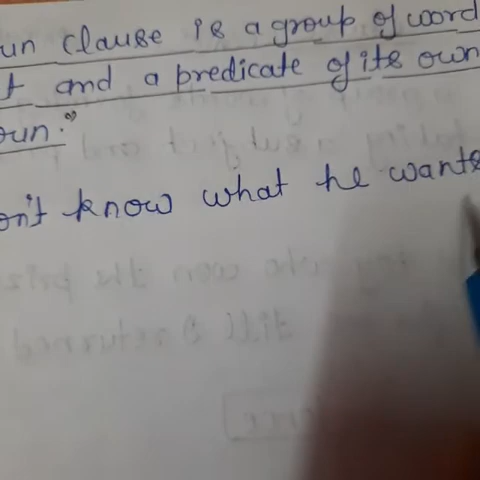 un clause is a group of word
t and a predicate of its own
oun."
on't know what he wants